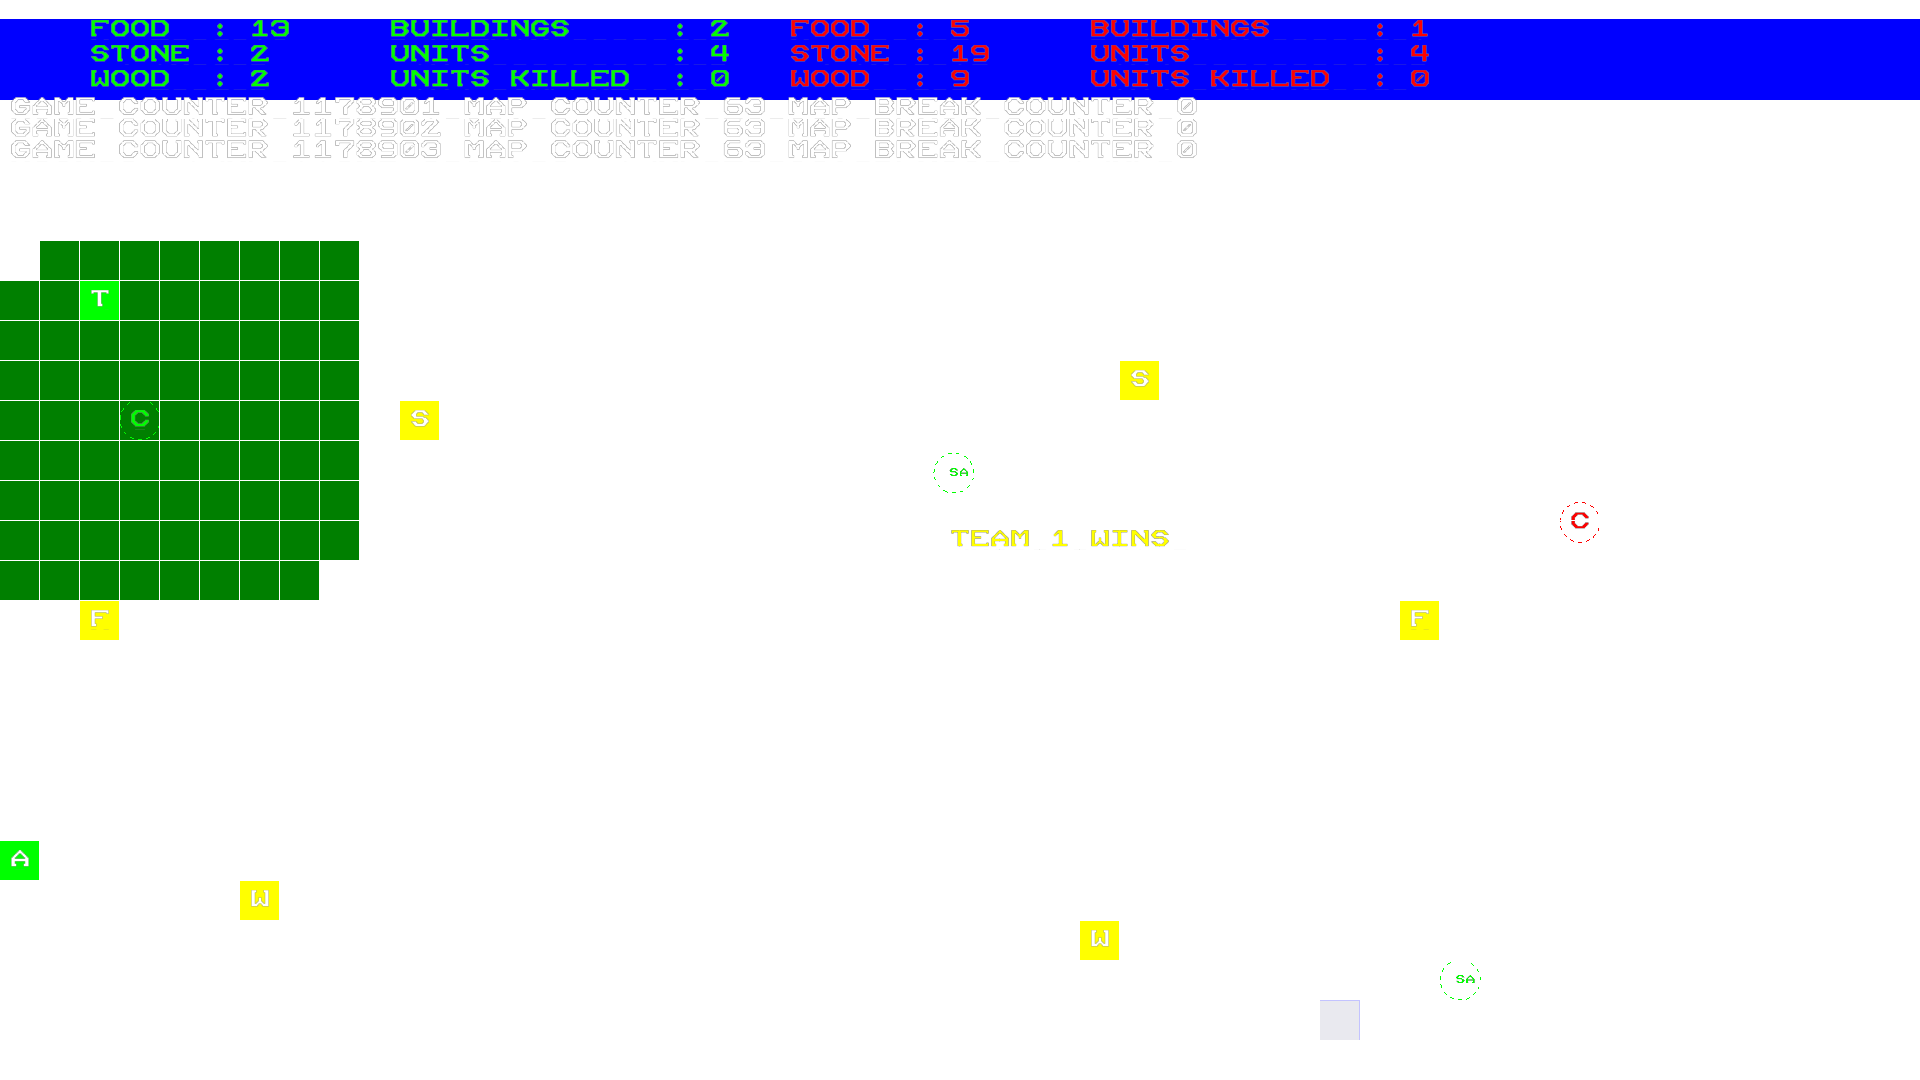 FOOD : 13 BUILDINGS : 2 FOOD : 5 BUILDINGS : 1
STONE : 2 UNITS : 4 STONE : 19 UNITS : 4
WOOD : 2 UNITS KILLED : 0 WOOD : 9 UNITS KILLED : 0
GAME COUNTER 1178901 MAP COUNTER 63 MAP BREAK COUNTER 0
GAME COUNTER 1178902 MAP COUNTER 63 MAP BREAK COUNTER 0
GAME COUNTER 1178903 MAP COUNTER 63 MAP BREAK COUNTER 0
T
S
C
S
SA
C
TEAM 1 WINS
F
F
A
W
W
SA